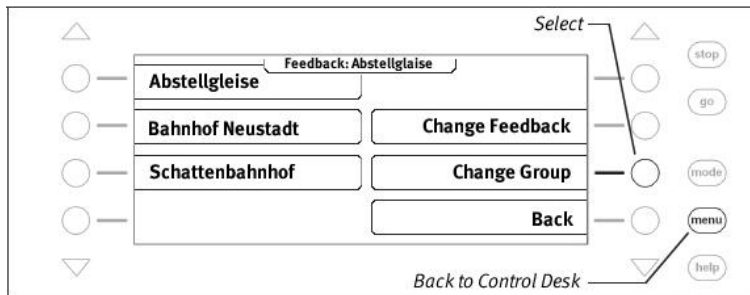 Select
Feedback: Abstellglaise
Abstellgleise
Bahnhof Neustadt
Change Feedback
Schattenbahnhof
Change Group
Back
stop
go
mode
menu
help
Back to Control Desk